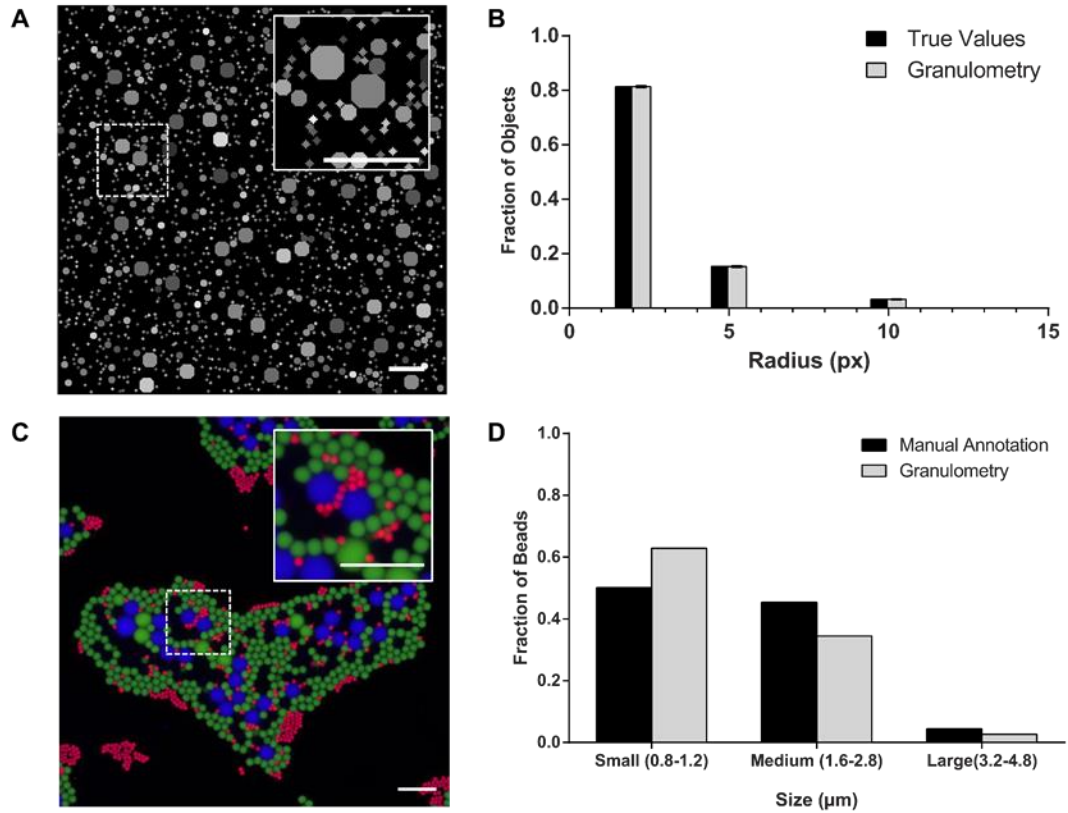 A
B
1.0
0.8
0.6
0.4
0.2
0.0
Fraction of Objects
True Values
Granulometry
0 5 10 15
Radius (px)
C
D
1.0
0.8
0.6
0.4
0.2
0.0
Fraction of Beads
Manual Annotation
Granulometry
Small (0.8-1.2) Medium (1.6-2.8) Large(3.2-4.8)
Size (µm)